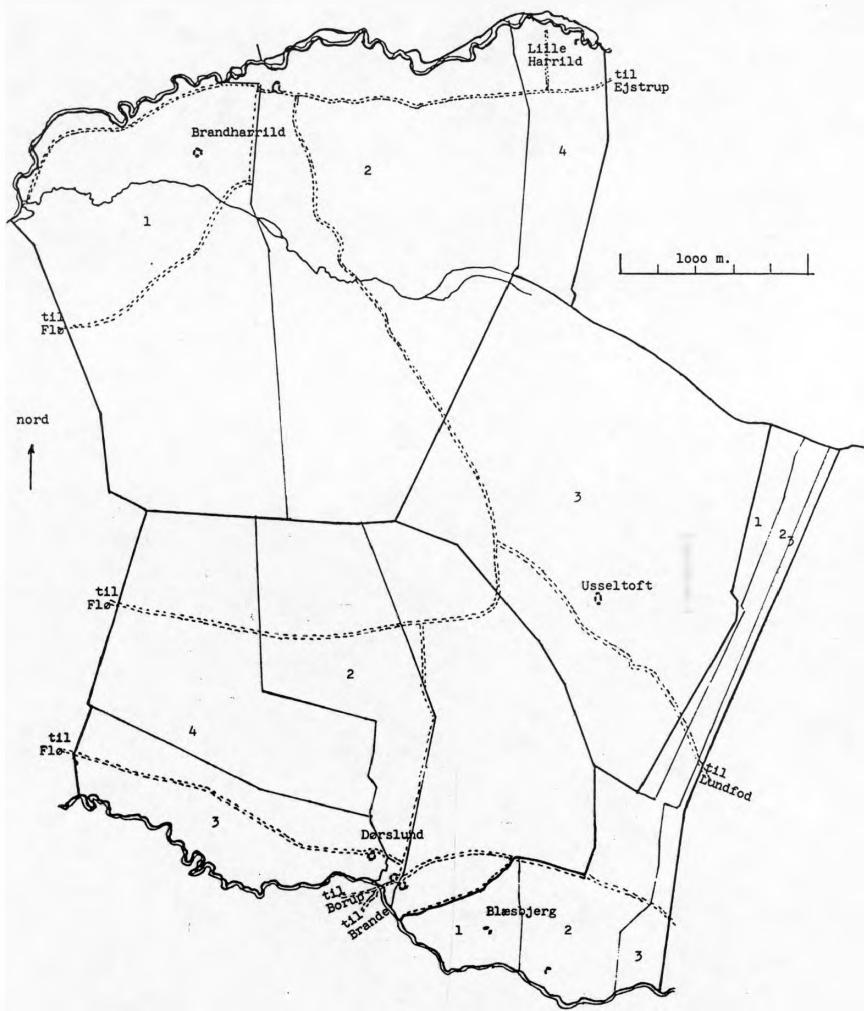 Lille
Harrild
til
Ejstrup
Brandharrild
2
4
1
1000 m.
til
Flø
nord
3
1
2
3
Usseltoft
til
Flø
2
4
til
Flø
til
Lundfod
3
Dørslund
til
Borup
til
Brande
Blæsbjerg
1
2
3